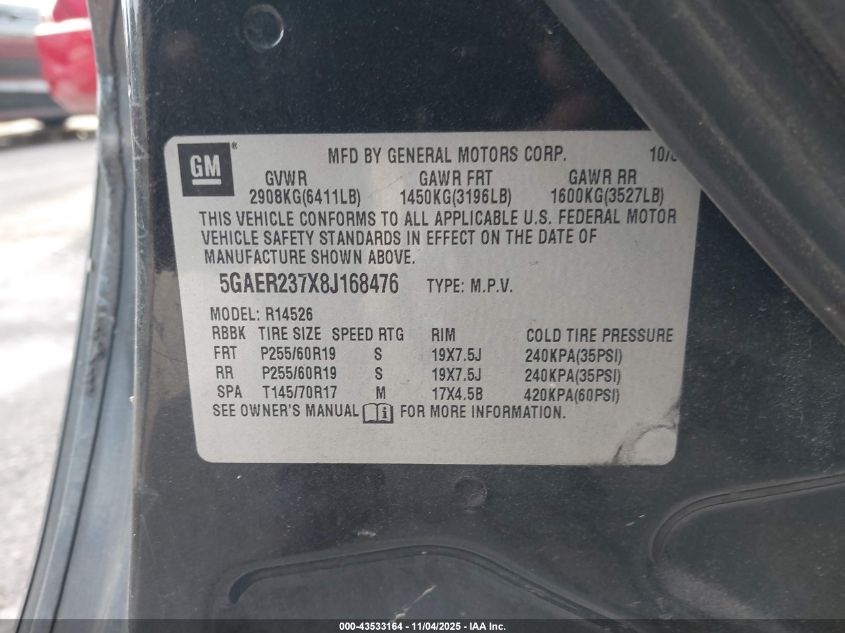 GM ® MFD BY GENERAL MOTORS CORP. 10/
GVWR GAWR FRT GAWR RR
2908KG(6411LB) 1450KG(3196LB) 1600KG(3527LB)
THIS VEHICLE CONFORMS TO ALL APPLICABLE U.S. FEDERAL MOTOR
VEHICLE SAFETY STANDARDS IN EFFECT ON THE DATE OF
MANUFACTURE SHOWN ABOVE.
5GAER237X8J168476 TYPE: M.P.V.
MODEL: R14526
RBBK TIRE SIZE SPEED RTG RIM COLD TIRE PRESSURE
FRT P255/60R19 S 19X7.5J 240KPA(35PSI)
RR P255/60R19 S 19X7.5J 240KPA(35PSI)
SPA T145/70R17 M 17X4.5B 420KPA(60PSI)
SEE OWNER'S MANUAL i FOR MORE INFORMATION.
000-43533164 - 11/04/2025 - IAA Inc.